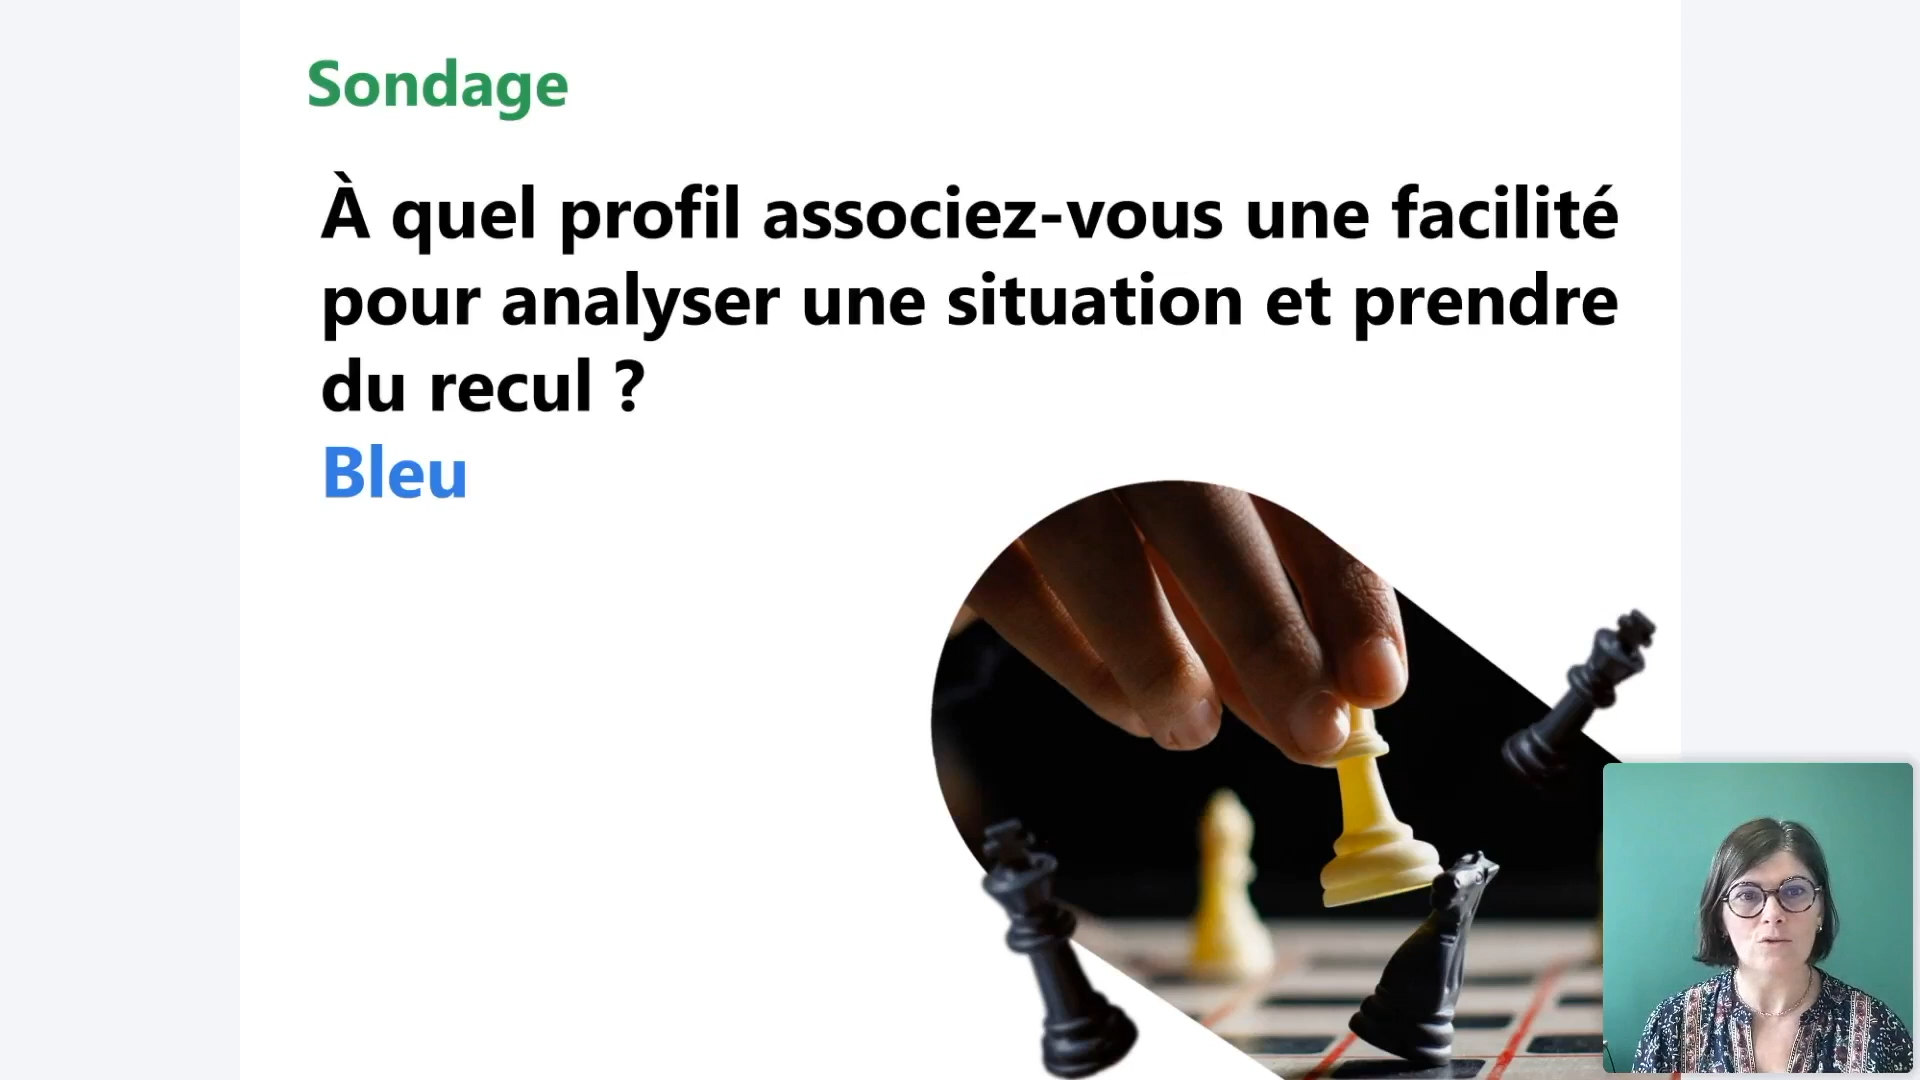 Sondage
À quel profil associez-vous une facilité
pour analyser une situation et prendre
du recul ?
Bleu